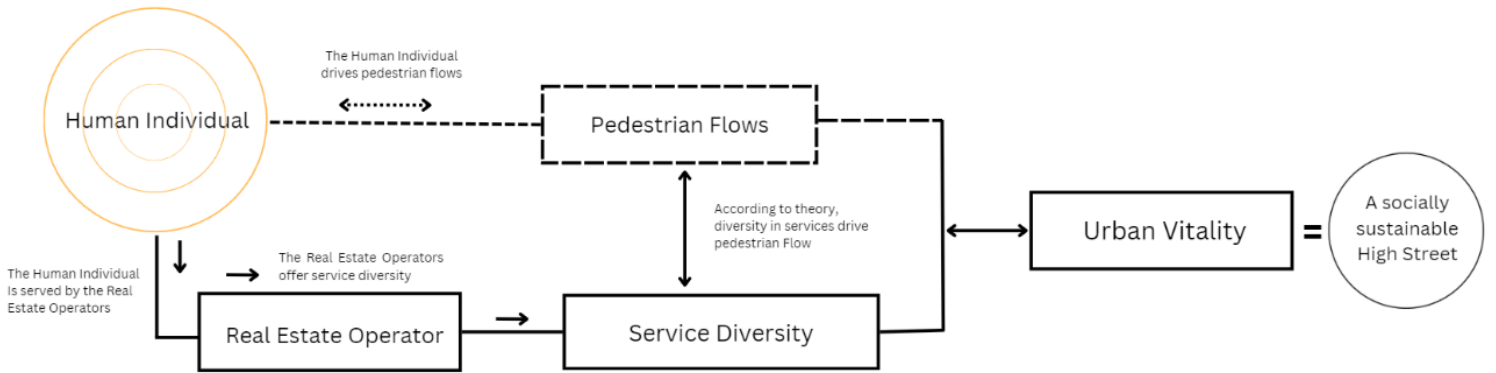 The Human Individual
drives pedestrian flows
Human Individual
Pedestrian Flows
According to theory,
diversity in services drive
pedestrian Flow
Urban Vitality
=
A socially
sustainable
High Street
The Human Individual
Is served by the Real
Estate Operators
The Real Estate Operators
offer service diversity
Real Estate Operator
Service Diversity